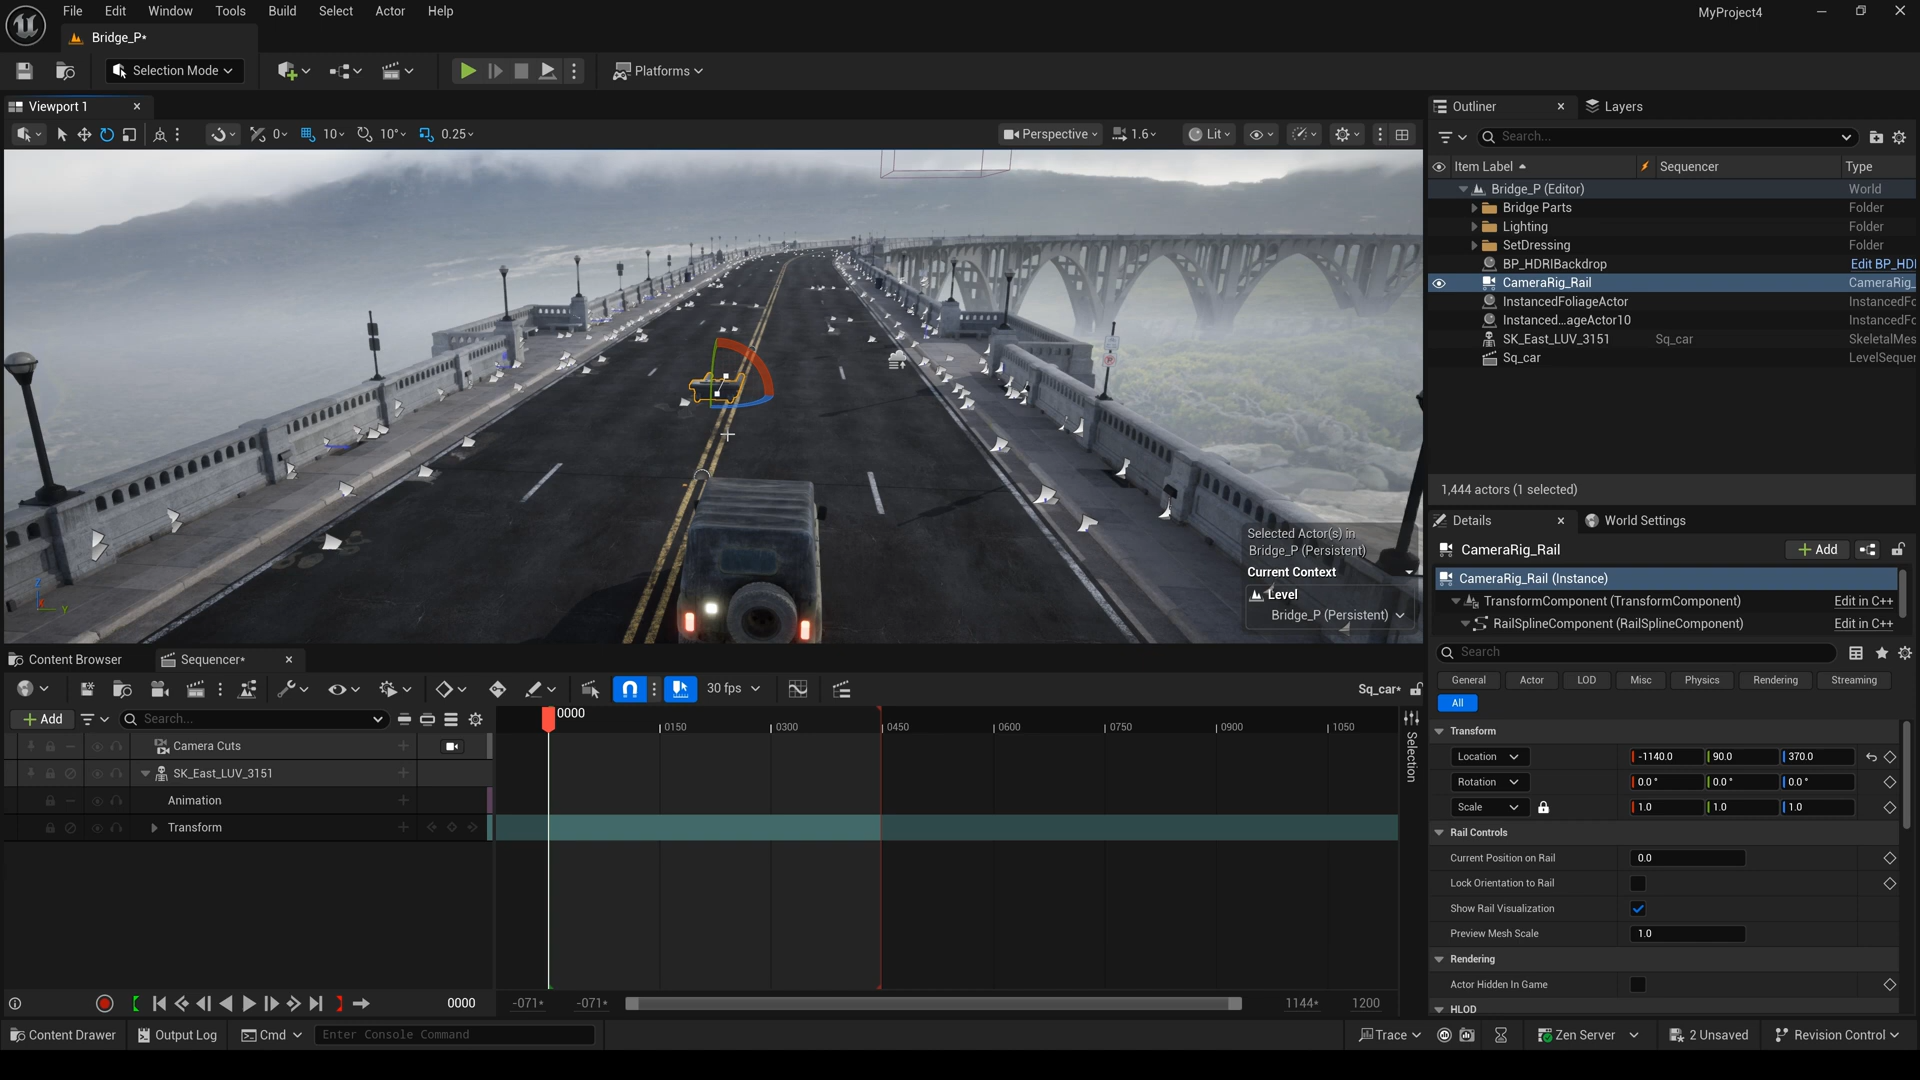 File Edit Window Tools Build Select Actor Help
MyProject4
Bridge_P*
Selection Mode
Platforms
Viewport 1
0
10
10°
0.25
Perspective
1.6
Lit
Selected Actor(s) in
Bridge_P (Persistent)
Current Context
Level
Bridge_P (Persistent)
Outliner
Layers
Search...
Item Label Sequencer Type
Bridge_P (Editor) World
Bridge Parts Folder
Lighting Folder
SetDressing Folder
BP_HDRIBackdrop Edit BP_HDI
CameraRig_Rail CameraRig_
InstancedFoliageActor InstancedFc
Instanced...ageActor10 InstancedFc
SK_East_LUV_3151 Sq_car SkeletalMes
Sq_car LevelSequer
1,444 actors (1 selected)
Details
World Settings
CameraRig_Rail
Add
CameraRig_Rail (Instance)
TransformComponent (TransformComponent) Edit in C++
RailSplineComponent (RailSplineComponent) Edit in C++
Search
General Actor LOD Misc Physics Rendering Streaming
All
Transform
Location -1140.0 90.0 370.0
Rotation 0.0° 0.0° 0.0°
Scale 1.0 1.0 1.0
Rail Controls
Current Position on Rail 0.0
Lock Orientation to Rail
Show Rail Visualization
Preview Mesh Scale 1.0
Rendering
Actor Hidden In Game
HLOD
Content Browser
Sequencer*
30 fps
Sq_car*
Add
Search...
0000
0150 0300 0450 0600 0750 0900 1050
Selection
Camera Cuts
SK_East_LUV_3151
Animation
Transform
0000
-071* -071* 1144* 1200
Content Drawer
Output Log
Cmd
Enter Console Command
Trace
Zen Server
2 Unsaved
Revision Control